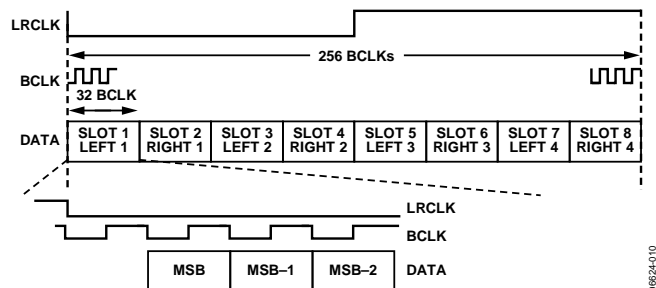 LRCLK
256 BCLKs
BCLK
32 BCLK
DATA
SLOT 1 SLOT 2 SLOT 3 SLOT 4 SLOT 5 SLOT 6 SLOT 7 SLOT 8
LEFT 1 RIGHT 1 LEFT 2 RIGHT 2 LEFT 3 RIGHT 3 LEFT 4 RIGHT 4
LRCLK
BCLK
MSB MSB–1 MSB–2 DATA
06624-010